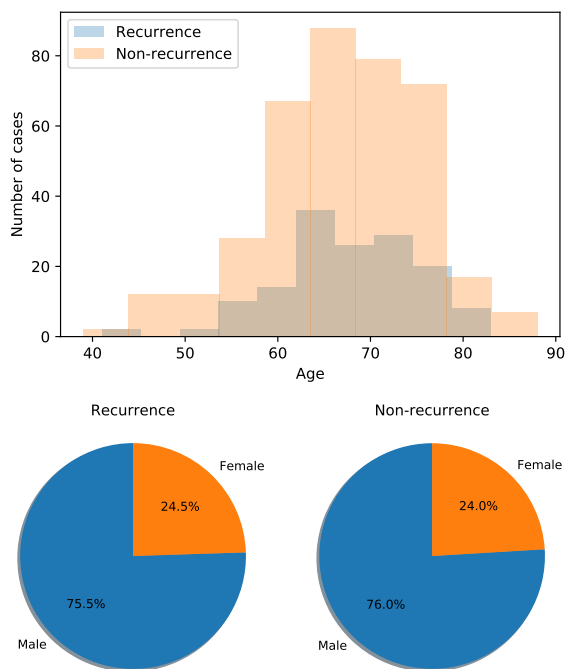 Recurrence
Non-recurrence
Number of cases
80
60
40
20
0
40 50 60 70 80 90
Age
Recurrence Non-recurrence
Female Female
24.5% 24.0%
75.5% 76.0%
Male Male